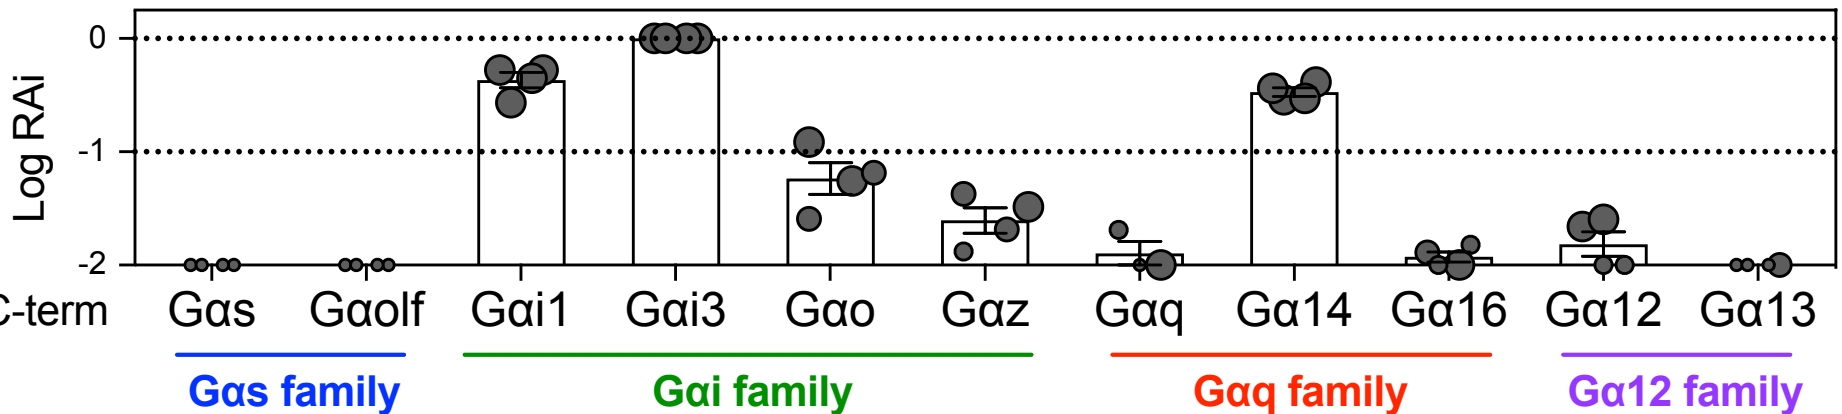 Log RAi
0
-1
-2
C-term Gαs Gαolf Gαi1 Gαi3 Gαo Gαz Gαq Gα14 Gα16 Gα12 Gα13
Gαs family Gαi family Gαq family Gα12 family